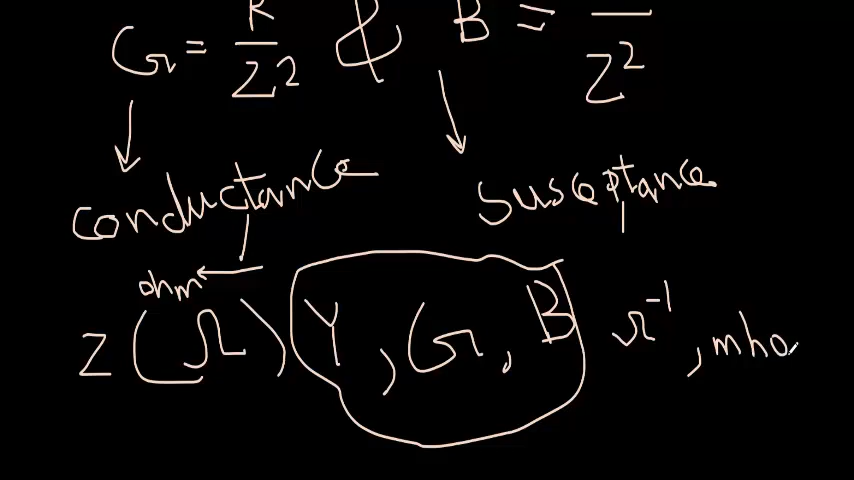 G = R/Z² & B = /Z²
conductance susceptance
ohm
Z (Ω) Y, G, B Ω⁻¹, mho